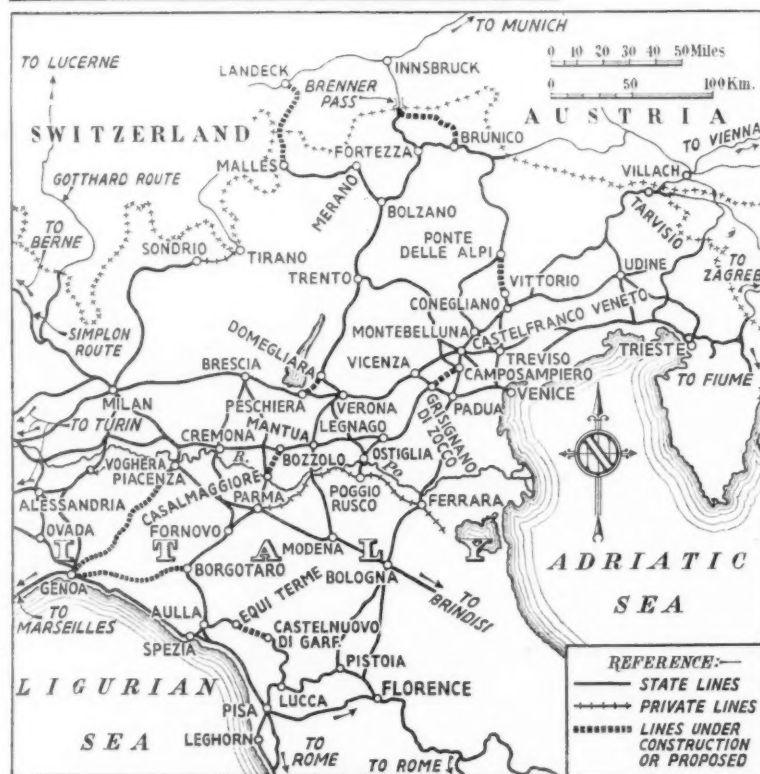 TO MUNICH
TO LUCERNE
0 10 20 30 40 50 Miles
LANDECK
INNSBRUCK
0 50 100 Km.
BRENNER
PASS
AUSTRIA
SWITZERLAND
BRUNICO
TO VIENNA
FORTEZZA
VILLACH
MALLES
GOTTHARD ROUTE
MERANO
TARVISIO
BOLZANO
TO
BERNE
PONTE
DELLE ALPI
SONDRIO
TIRANO
TO
ZAGREB
UDINE
TRENTO
VITTORIO
CONEGLIANO
SIMPLON
ROUTE
MONTEBELLUNA
CASTELFRANCO VENETO
DOMEGLIARA
TRIESTE
BRESCIA
VICENZA
TREVISO
CAMPOSAMPIERO
TO FIUME
MILAN
PESCHIERA
VERONA
VENICE
GRISIGNANO
DI ZOCCO
PADUA
TO TURIN
MANTUA
LEGNAGO
CREMONA
R.
BOZZOLO
OSTIGLIA
Po
VOGHERA
PIACENZA
CASALMAGGIORE
POGGIO
RUSCO
ALESSANDRIA
PARMA
FERRARA
OVADA
FORNOVO
ITALY
MODENA
ADRIATIC
SEA
GENOA
BORGOTARO
BOLOGNA
TO
BRINDISI
TO
MARSEILLES
EQUI TERME
AULLA
CASTELNUOVO
DI GARF.
SPEZIA
PISTOIA
LIGURIAN
SEA
LUCCA
FLORENCE
PISA
LEGHORN
TO
ROME
TO ROME
REFERENCE:—
STATE LINES
PRIVATE LINES
LINES UNDER
CONSTRUCTION
OR PROPOSED